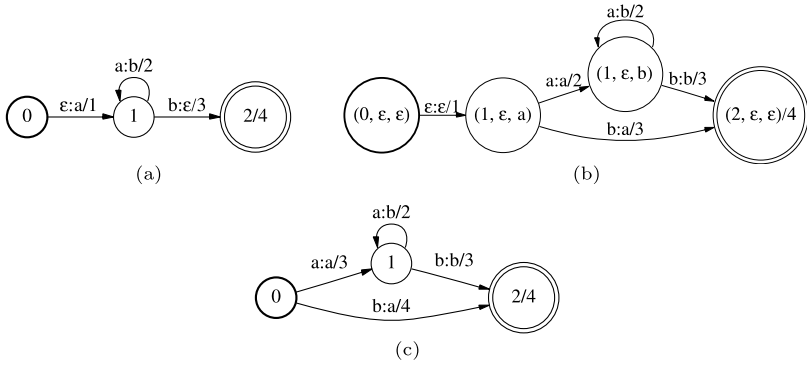 a:b/2
ε:a/1
b:ε/3
0
1
2/4
(a)
a:b/2
(1, ε, b)
a:a/2
b:b/3
ε:ε/1
(0, ε, ε)
(1, ε, a)
(2, ε, ε)/4
b:a/3
(b)
a:b/2
a:a/3
1
b:b/3
0
2/4
b:a/4
(c)